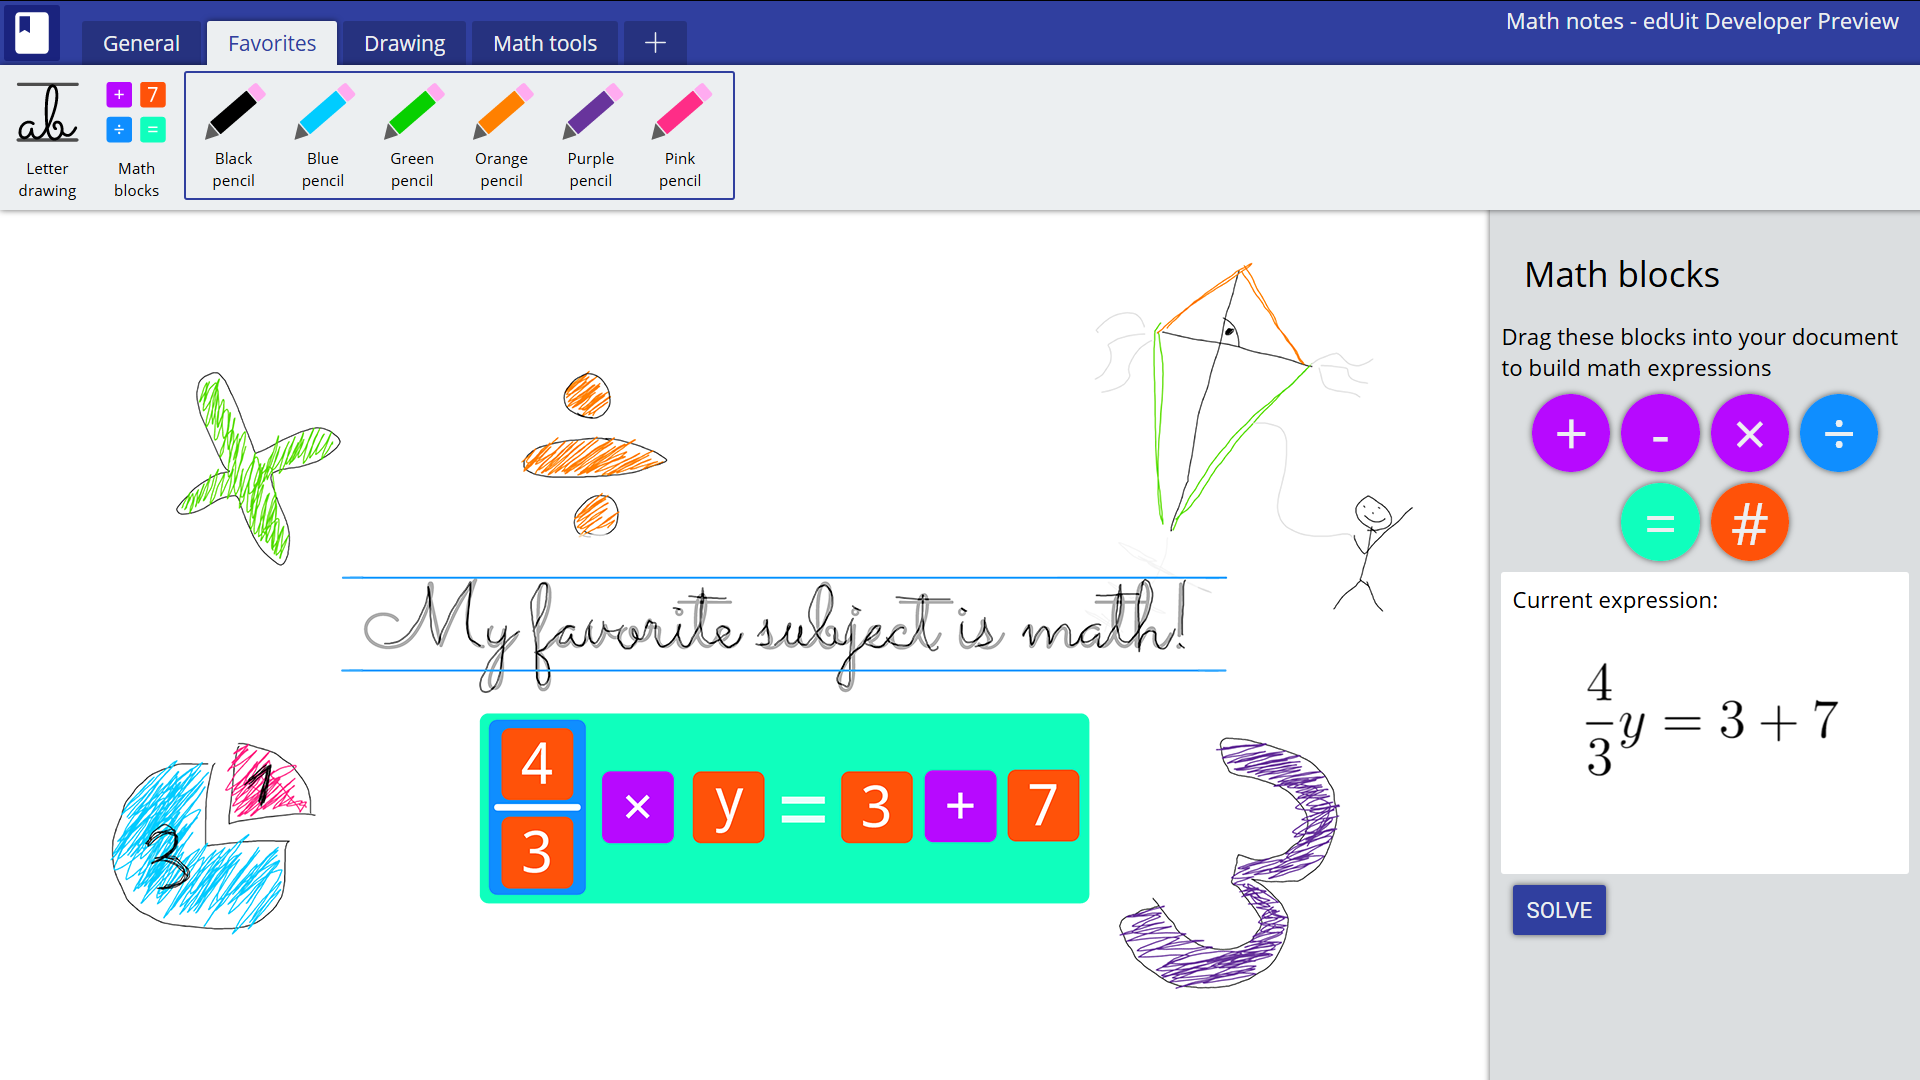 Math notes - edUit Developer Preview
General Favorites Drawing Math tools +
ab
+ 7
÷ =
Letter
drawing
Math
blocks
Black
pencil
Blue
pencil
Green
pencil
Orange
pencil
Purple
pencil
Pink
pencil
My favorite subject is math!
1
3
4
3
× y = 3 + 7
3
Math blocks
Drag these blocks into your document
to build math expressions
+ - × ÷
= #
Current expression:
4
3
y = 3 + 7
SOLVE